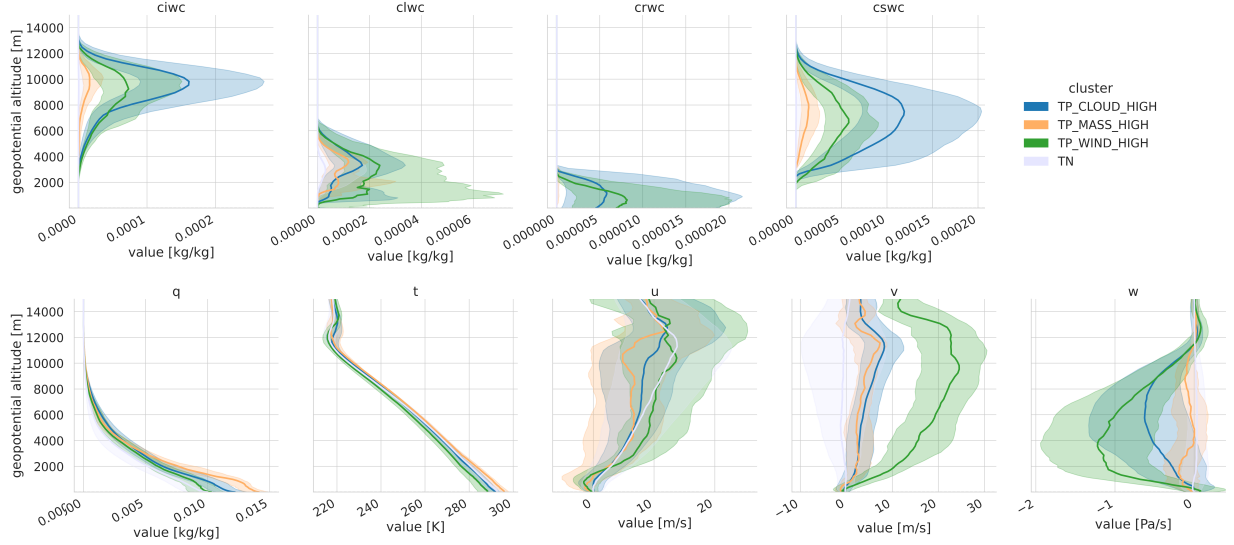 ciwc
clwc
crwc
cswc
geopotential altitude [m]
14000
12000
10000
8000
6000
4000
2000
0.0000
0.0001
0.0002
value [kg/kg]
0.00000
0.00002
0.00004
0.00006
value [kg/kg]
0.000000
0.000005
0.000010
0.000015
0.000020
value [kg/kg]
0.00000
0.00005
0.00010
0.00015
0.00020
value [kg/kg]
cluster
TP_CLOUD_HIGH
TP_MASS_HIGH
TP_WIND_HIGH
TN
q
t
u
v
w
geopotential altitude [m]
14000
12000
10000
8000
6000
4000
2000
0.000
0.005
0.010
0.015
value [kg/kg]
220
240
260
280
300
value [K]
0
10
20
value [m/s]
−10
0
10
20
30
value [m/s]
−2
−1
0
value [Pa/s]